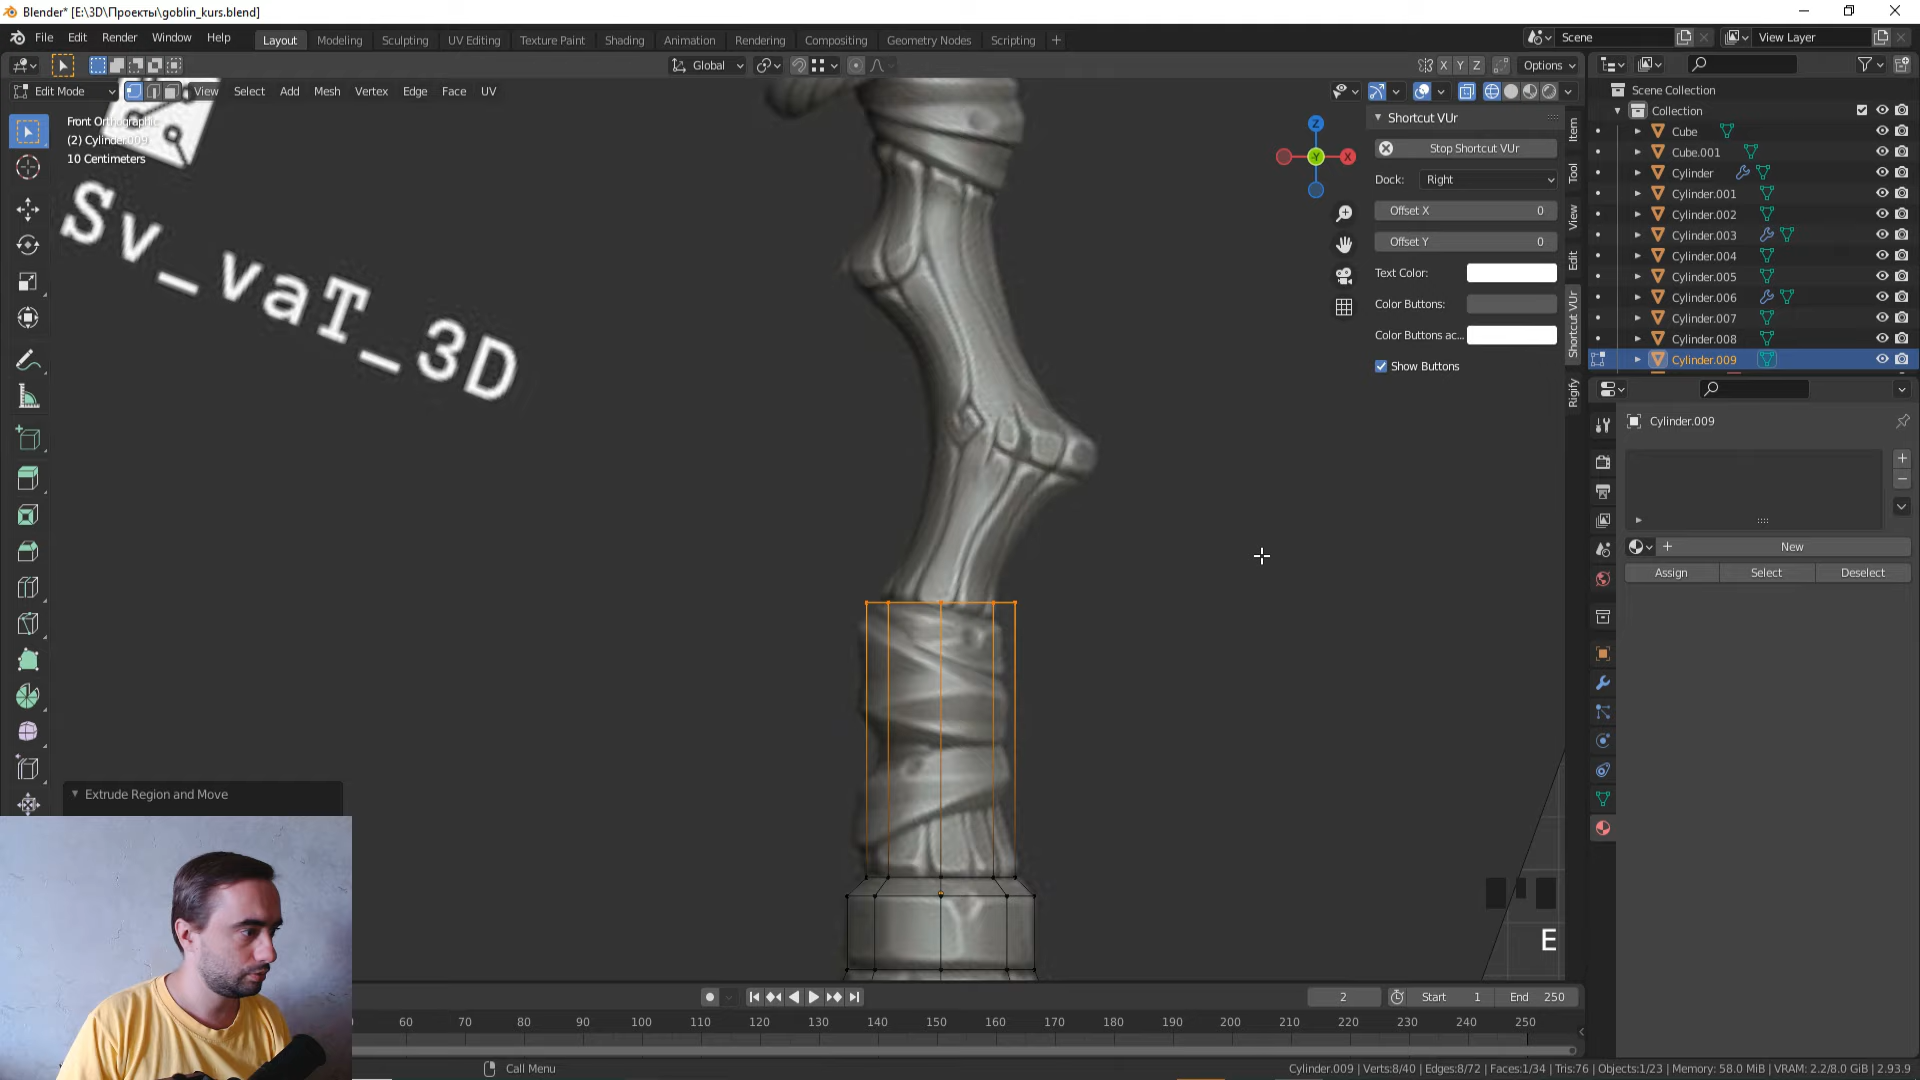 Blender* [E:\3D\Проекты\goblin_kurs.blend]
File Edit Render Window Help
Layout Modeling Sculpting UV Editing Texture Paint Shading Animation Rendering Compositing Geometry Nodes Scripting +
Scene
View Layer
Global
X Y Z
Options
Edit Mode
View Select Add Mesh Vertex Edge Face UV
Front Orthographic
(2) Cylinder.009
10 Centimeters
Sv_vaT_3D
Z
X
-Y
Shortcut VUr
Stop Shortcut VUr
Dock: Right
Offset X 0
Offset Y 0
Text Color:
Color Buttons:
Color Buttons ac...
Show Buttons
Item
Tool
View
Edit
Shortcut VUr
Rigify
Scene Collection
Collection
Cube
Cube.001
Cylinder
Cylinder.001
Cylinder.002
Cylinder.003
Cylinder.004
Cylinder.005
Cylinder.006
Cylinder.007
Cylinder.008
Cylinder.009
Cylinder.009
New
Assign Select Deselect
Extrude Region and Move
E
2
Start 1
End 250
60 70 80 90 100 110 120 130 140 150 160 170 180 190 200 210 220 230 240 250
Call Menu
Cylinder.009 | Verts:8/40 | Edges:8/72 | Faces:1/34 | Tris:76 | Objects:1/23 | Memory: 58.0 MiB | VRAM: 2.2/8.0 GiB | 2.93.9